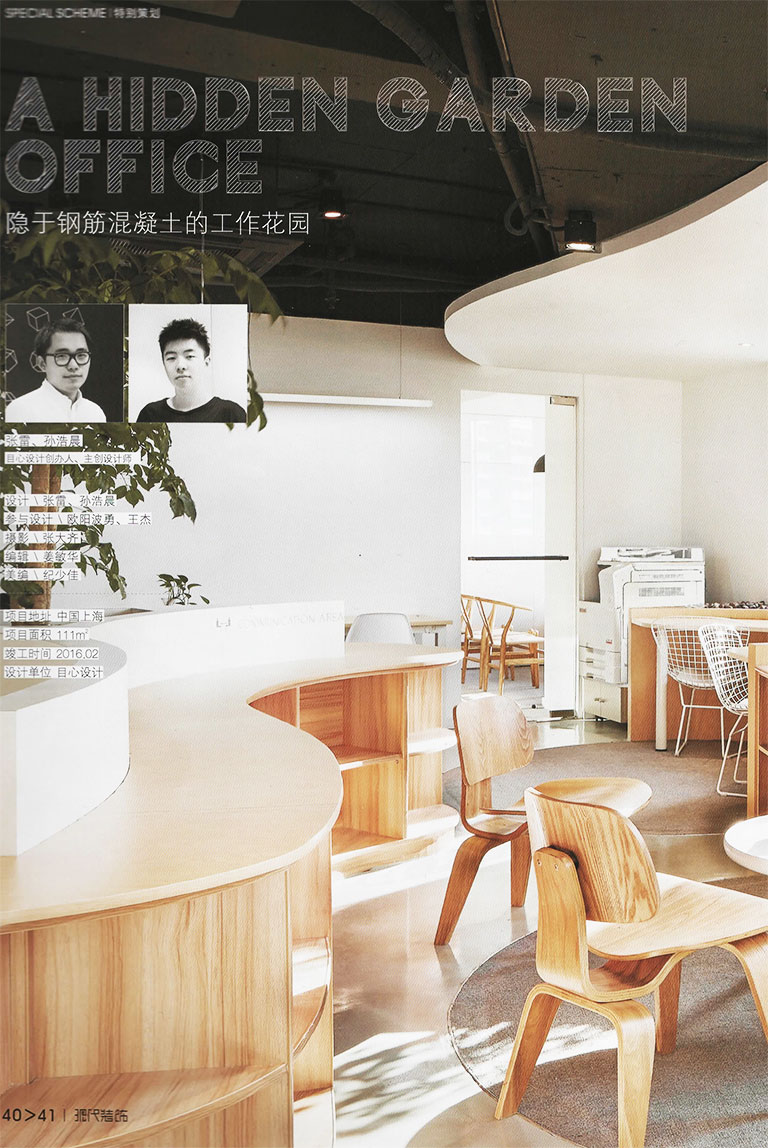 SPECIAL SCHEME | 特别策划
A HIDDEN GARDEN
OFFICE
隐于钢筋混凝土的工作花园
张雷、孙浩晨
目心设计创办人、主创设计师
设计 \ 张雷、孙浩晨
参与设计 \ 欧阳波勇、王杰
摄影 \ 张大齐
编辑 \ 姜敏华
美编 \ 纪少佳
项目地址 中国上海
项目面积 111㎡
竣工时间 2016.02
设计单位 目心设计
COMMUNICATION AREA
40>41 | 现代装饰